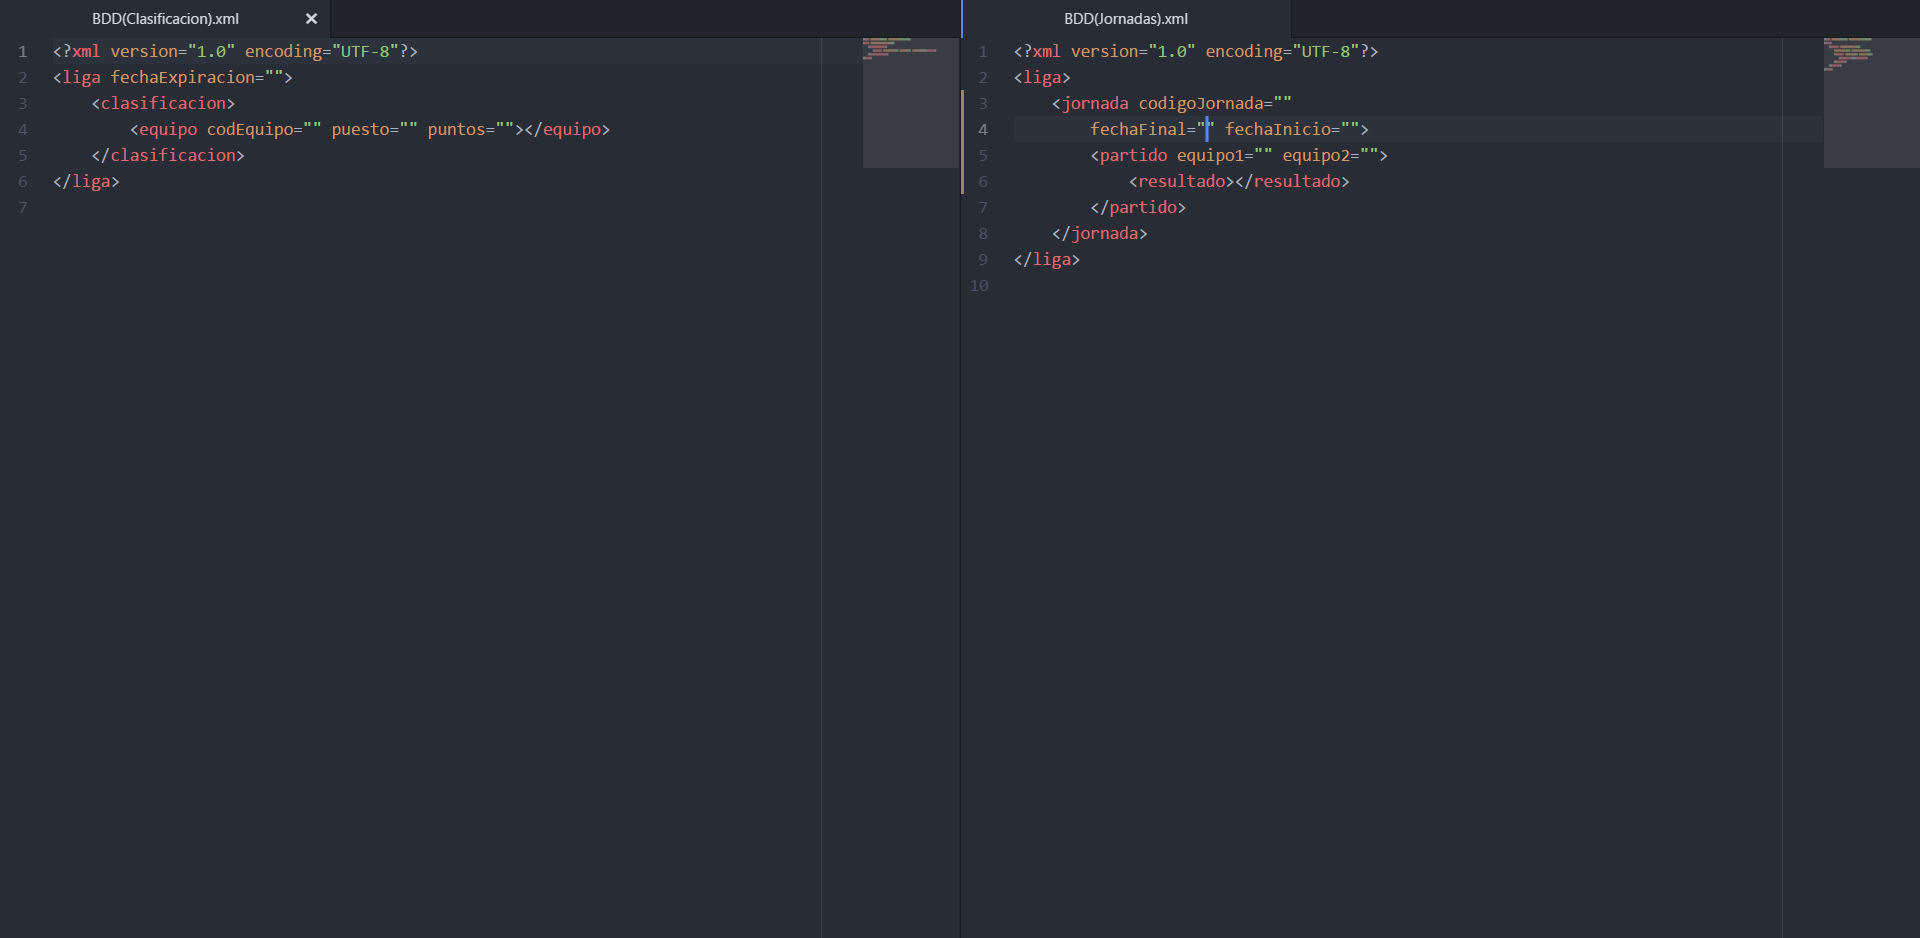 BDD(Clasificacion).xml
1 <?xml version="1.0" encoding="UTF-8"?>
2 <liga fechaExpiracion="">
3     <clasificacion>
4         <equipo codEquipo="" puesto="" puntos=""></equipo>
5     </clasificacion>
6 </liga>
7
BDD(Jornadas).xml
1 <?xml version="1.0" encoding="UTF-8"?>
2 <liga>
3     <jornada codigoJornada=""
4         fechaFinal="" fechaInicio="">
5         <partido equipo1="" equipo2="">
6             <resultado></resultado>
7         </partido>
8     </jornada>
9 </liga>
10